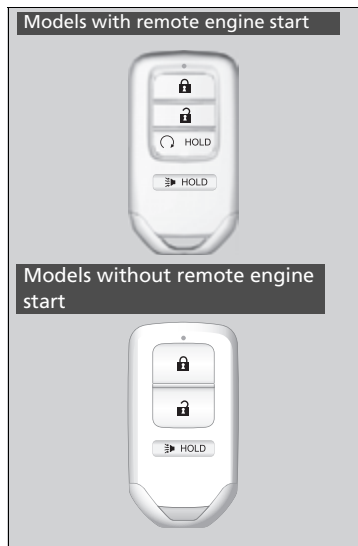 Models with remote engine start
HOLD
HOLD
Models without remote engine
start
HOLD